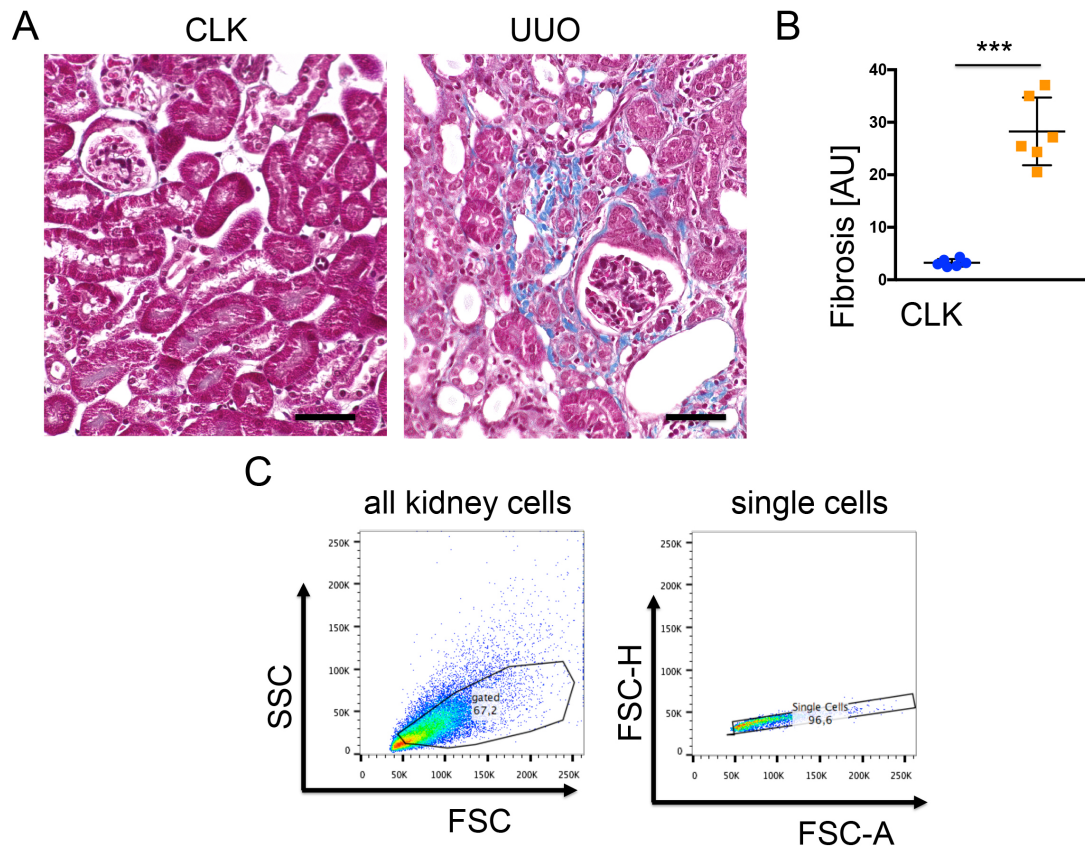 A
CLK
UUO
B
***
40
30
20
10
0
Fibrosis [AU]
CLK
C
all kidney cells
single cells
250K
200K
150K
100K
50K
0
SSC
gated
67,2
0
50K
100K
150K
200K
250K
FSC
250K
200K
150K
100K
50K
0
FSC-H
Single Cells
96,6
0
50K
100K
150K
200K
250K
FSC-A